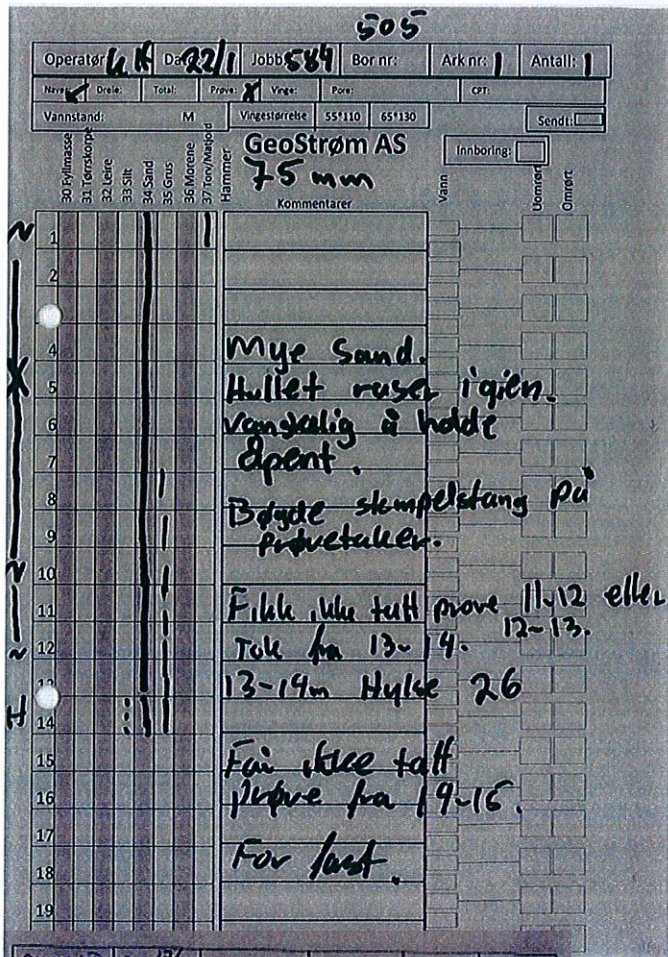 505
Operatør Dato 22/1 Jobb 584 Bor nr: Ark nr: 1 Antall: 1
Naver: ✓ Dreie: Total: Prøve: X Vinge: Pore: CPT:
Vannstand: M Vingestørrelse 55*110 65*130 Sendt:
GeoStrøm AS
Innboring:
75 mm
30 Fyllmasse
31 Tørrskorpe
32 Leire
33 Silt
34 Sand
35 Grus
36 Morene
37 Torv/Matjord
Hammer
Kommentarer
Vann
Uomrørt
Omrørt
N
1
2
4 Mye Sand.
X 5 Hullet raser igjen.
6 vanskelig å holde
7 åpent.
8 Bøyde stempelstang på
9 prøvetaker.
N 10
11 Fikk ikke tatt prøve 11-12 eller
12-13.
~ 12 Tok fra 13-14.
13-14m Hylse 26
H 14
15 Får ikke tatt
16 prøve fra 14-15.
17
18 For fast.
19